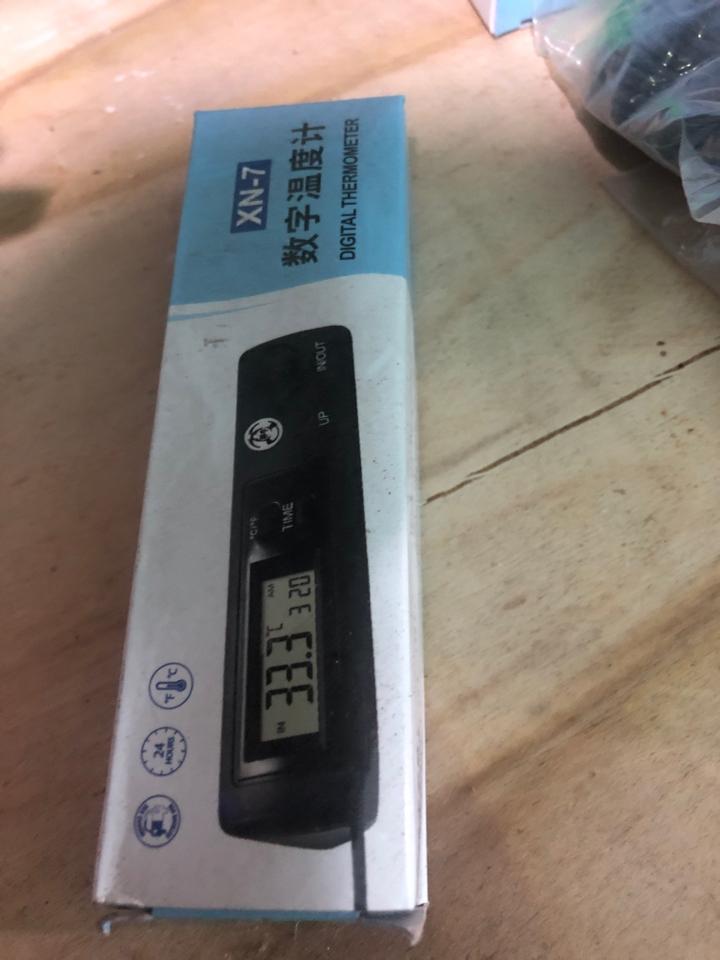 XN-7
数字温度计
DIGITAL THERMOMETER
IN/OUT
UP
°C/°F
TIME
IN
33.3°C
AM
3 20
°F °C
24
HOURS